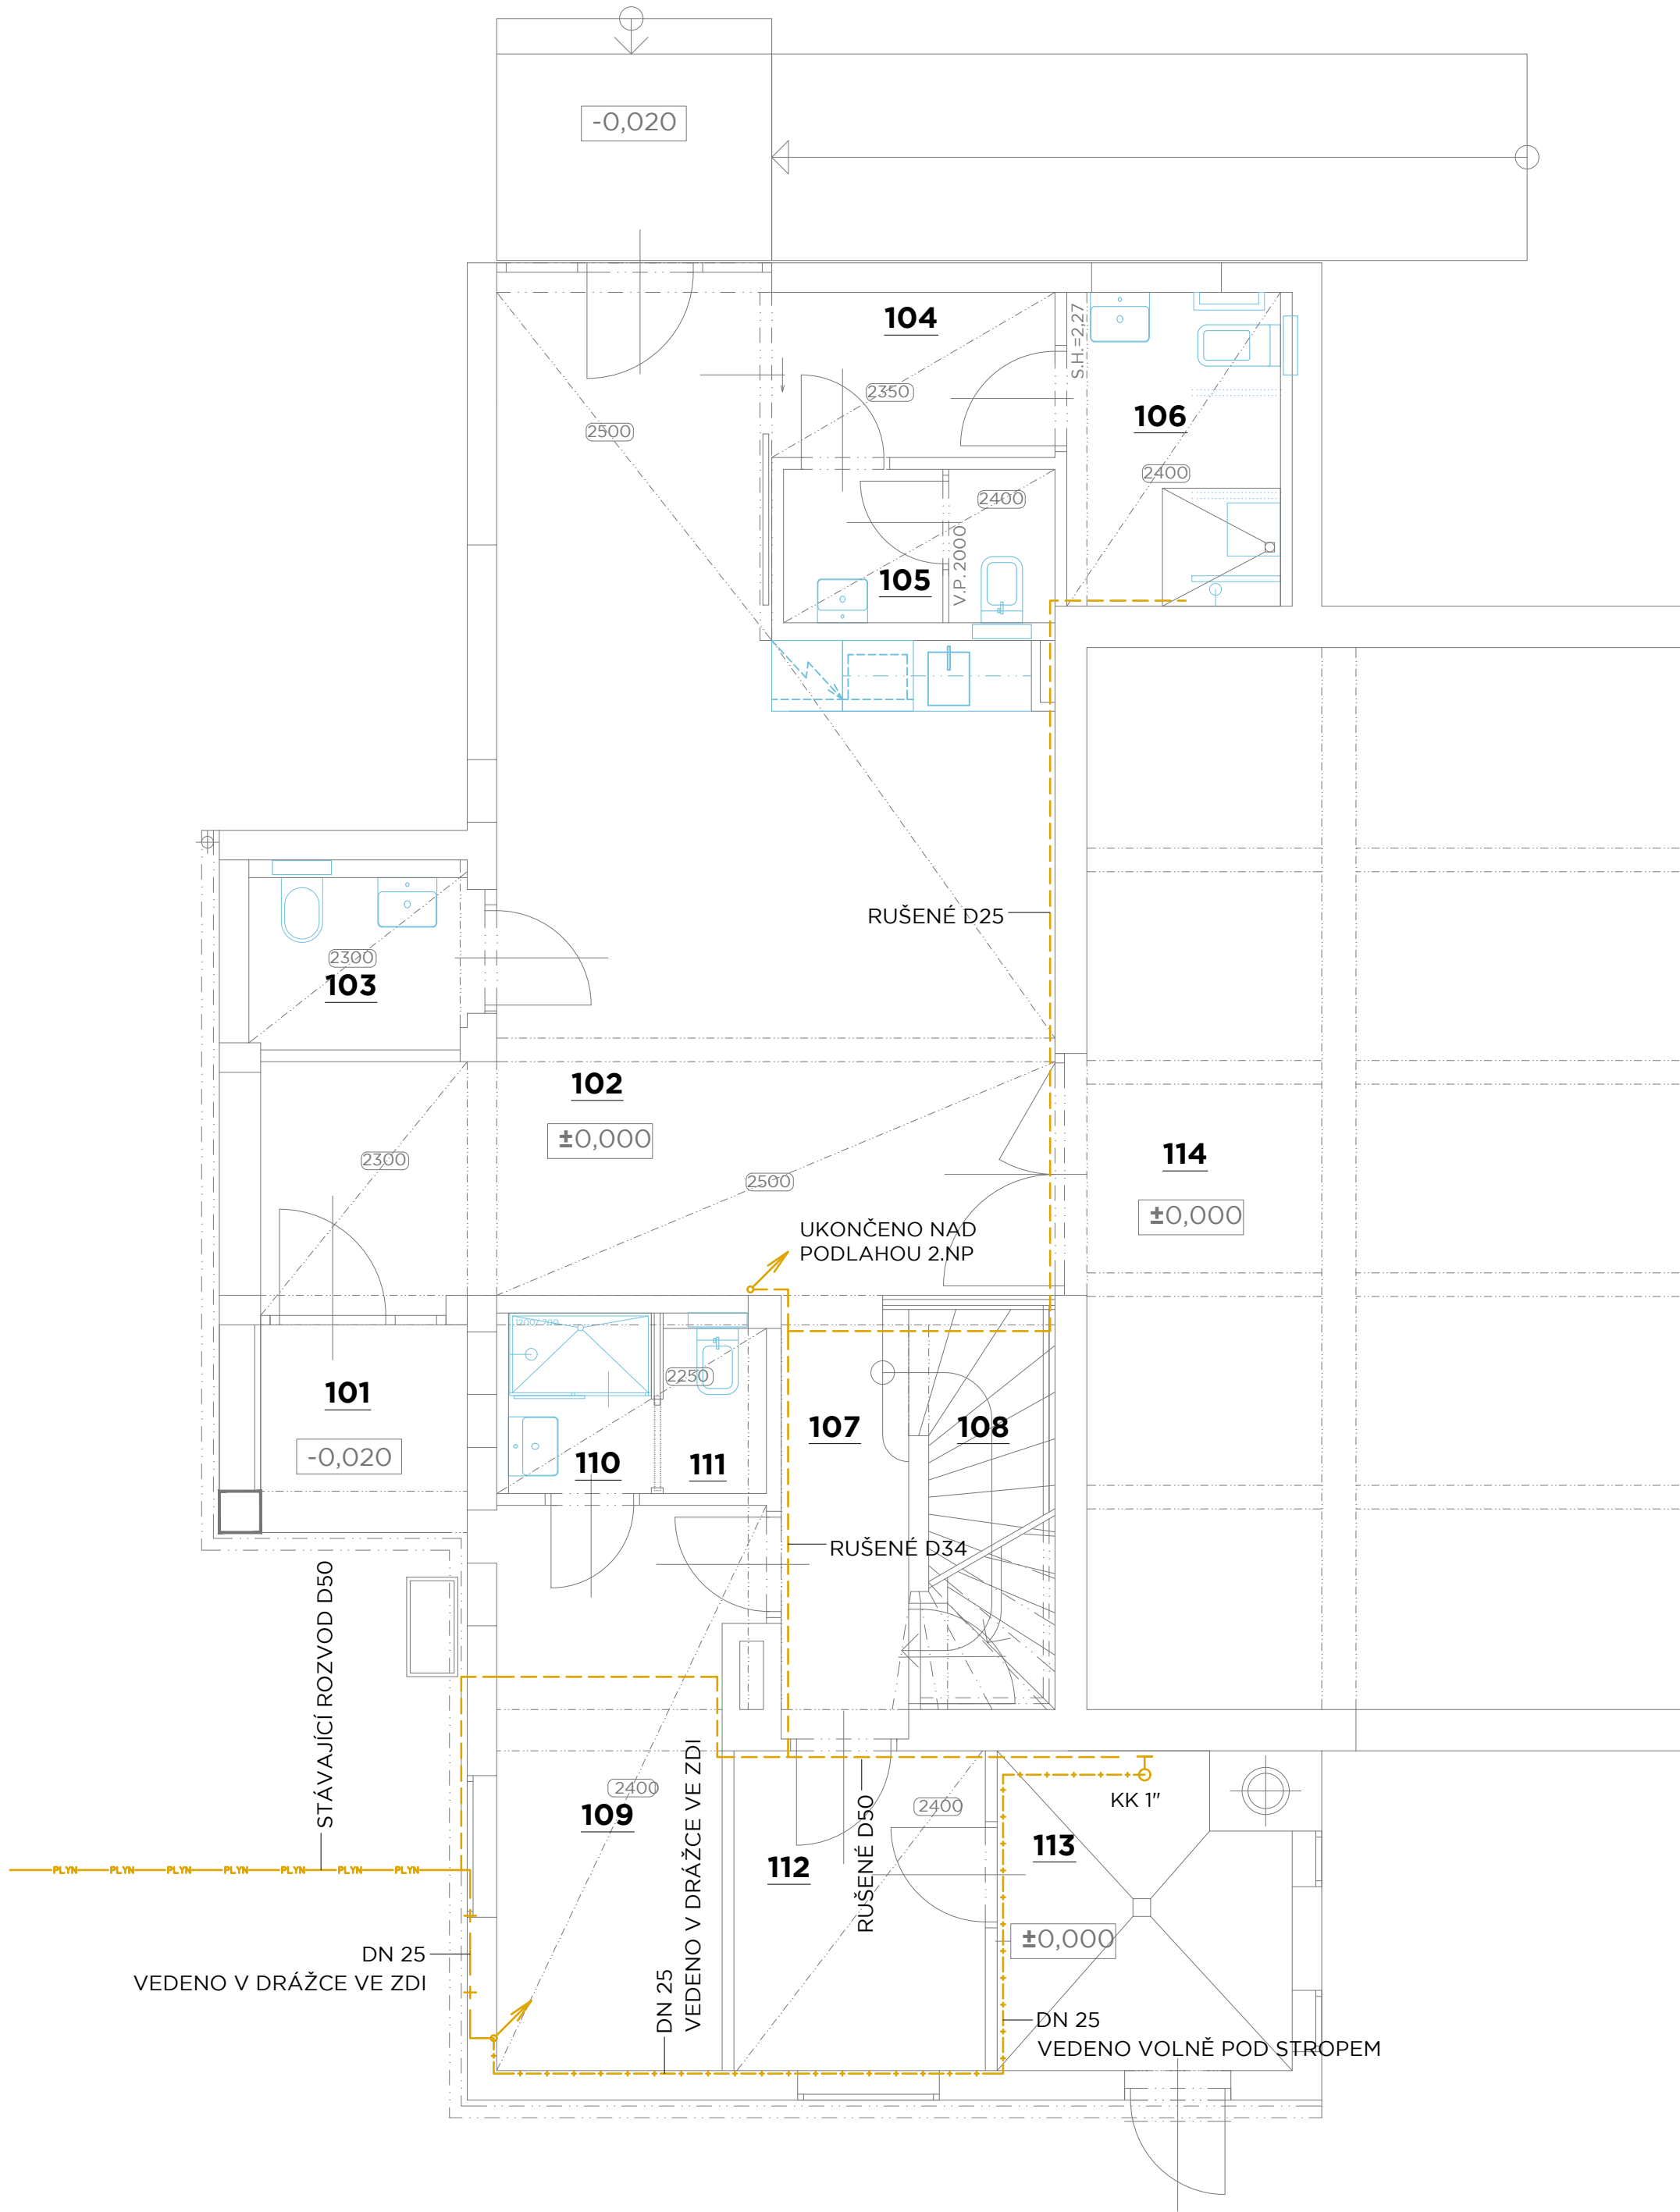 -0,020
104
S.H.=2,27
2350
106
2500
2400
2400
V.P. 2000
105
RUŠENÉ D25
2300
103
102
±0,000
114
2300
2500
±0,000
UKONČENO NAD
PODLAHOU 2.NP
1200/ 700
2250
101
107
108
-0,020
110
111
RUŠENÉ D34
STÁVAJÍCÍ ROZVOD D50
2400
109
DN 25
VEDENO V DRÁŽCE VE ZDI
RUŠENÉ D50
2400
KK 1"
113
112
PLYN PLYN PLYN PLYN PLYN PLYN PLYN
±0,000
DN 25
VEDENO V DRÁŽCE VE ZDI
DN 25
VEDENO VOLNĚ POD STROPEM